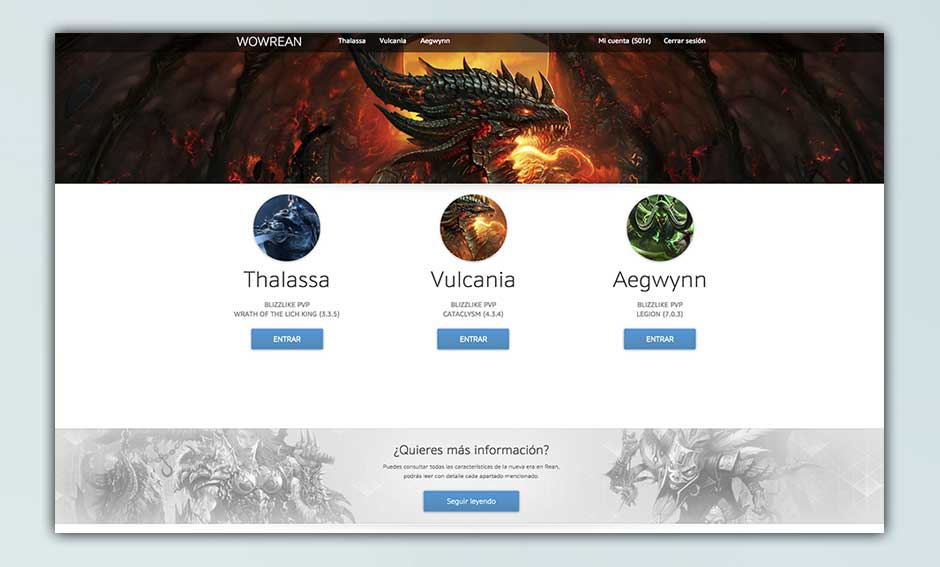 WOWREAN
Thalassa Vulcania Aegwynn
Mi cuenta (S01r) Cerrar sesión
Thalassa
BLIZZLIKE PVP
WRATH OF THE LICH KING (3.3.5)
ENTRAR
Vulcania
BLIZZLIKE PVP
CATACLYSM (4.3.4)
ENTRAR
Aegwynn
BLIZZLIKE PVP
LEGION (7.0.3)
ENTRAR
¿Quieres más información?
Puedes consultar todas las características de la nueva era en Rean,
podrás leer con detalle cada apartado mencionado.
Seguir leyendo